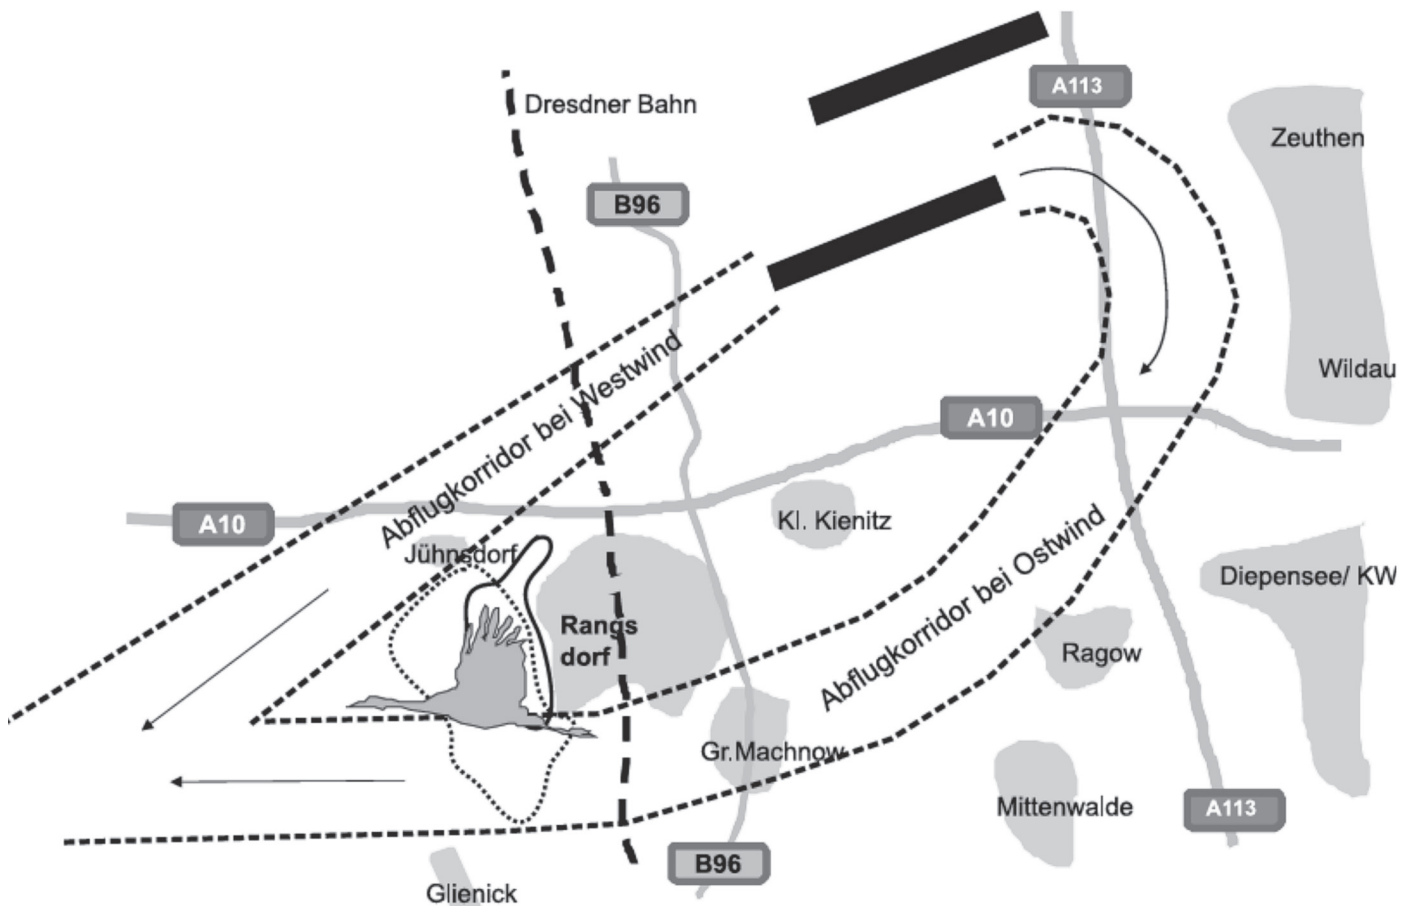 A113
Dresdner Bahn
Zeuthen
B96
Abflugkorridor bei Westwind
Wildau
A10
A10
Kl. Kienitz
Jühnsdorf
Abflugkorridor bei Ostwind
Diepensee/ KW
Rangs
dorf
Ragow
Gr.Machnow
Mittenwalde
A113
B96
Glienick